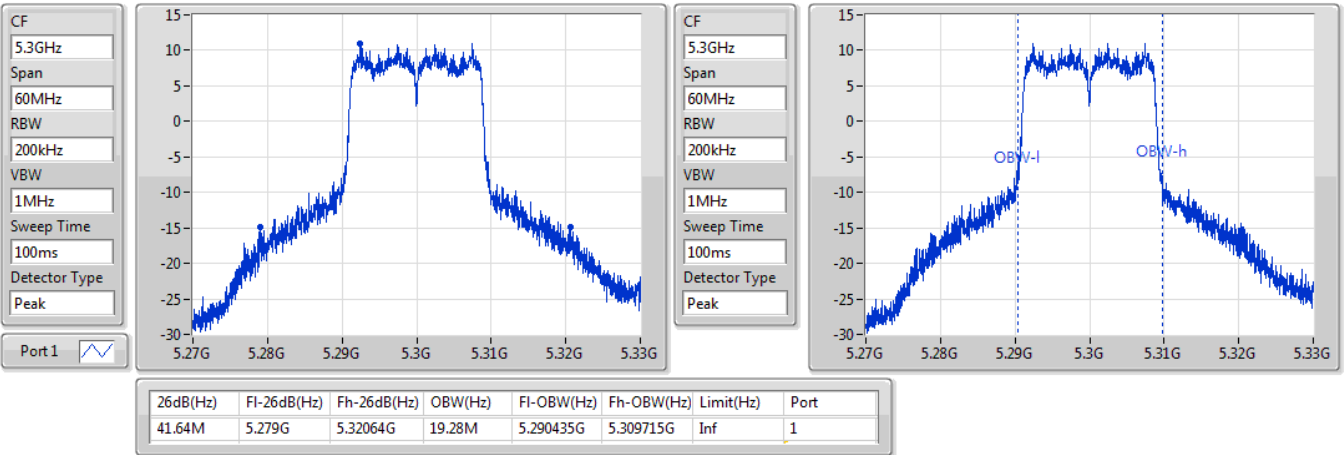 CF
5.3GHz
Span
60MHz
RBW
200kHz
VBW
1MHz
Sweep Time
100ms
Detector Type
Peak
Port 1
15
10
5
0
-5
-10
-15
-20
-25
-30
5.27G 5.28G 5.29G 5.3G 5.31G 5.32G 5.33G
CF
5.3GHz
Span
60MHz
RBW
200kHz
VBW
1MHz
Sweep Time
100ms
Detector Type
Peak
15
10
5
0
-5
-10
-15
-20
-25
-30
OBW-l
OBW-h
5.27G 5.28G 5.29G 5.3G 5.31G 5.32G 5.33G
26dB(Hz) Fl-26dB(Hz) Fh-26dB(Hz) OBW(Hz) Fl-OBW(Hz) Fh-OBW(Hz) Limit(Hz) Port
41.64M 5.279G 5.32064G 19.28M 5.290435G 5.309715G Inf 1